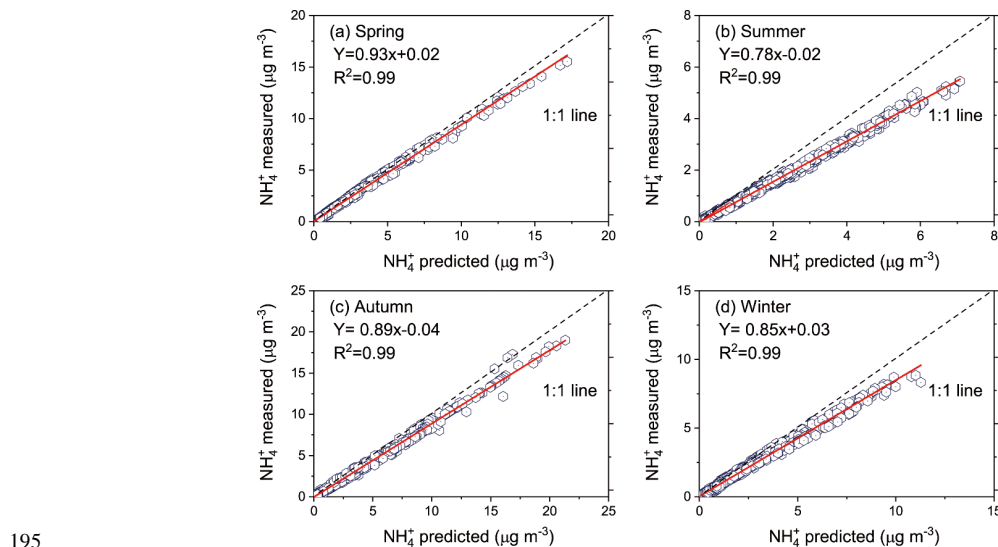 (a) Spring
Y=0.93x+0.02
R²=0.99
1:1 line
NH₄⁺ measured (μg m⁻³)
20
15
10
5
0
0 5 10 15 20
NH₄⁺ predicted (μg m⁻³)
(b) Summer
Y=0.78x-0.02
R²=0.99
1:1 line
NH₄⁺ measured (μg m⁻³)
8
6
4
2
0
0 2 4 6 8
NH₄⁺ predicted (μg m⁻³)
(c) Autumn
Y= 0.89x-0.04
R²=0.99
1:1 line
NH₄⁺ measured (μg m⁻³)
25
20
15
10
5
0
0 5 10 15 20 25
NH₄⁺ predicted (μg m⁻³)
(d) Winter
Y= 0.85x+0.03
R²=0.99
1:1 line
NH₄⁺ measured (μg m⁻³)
15
10
5
0
0 5 10 15
NH₄⁺ predicted (μg m⁻³)
195